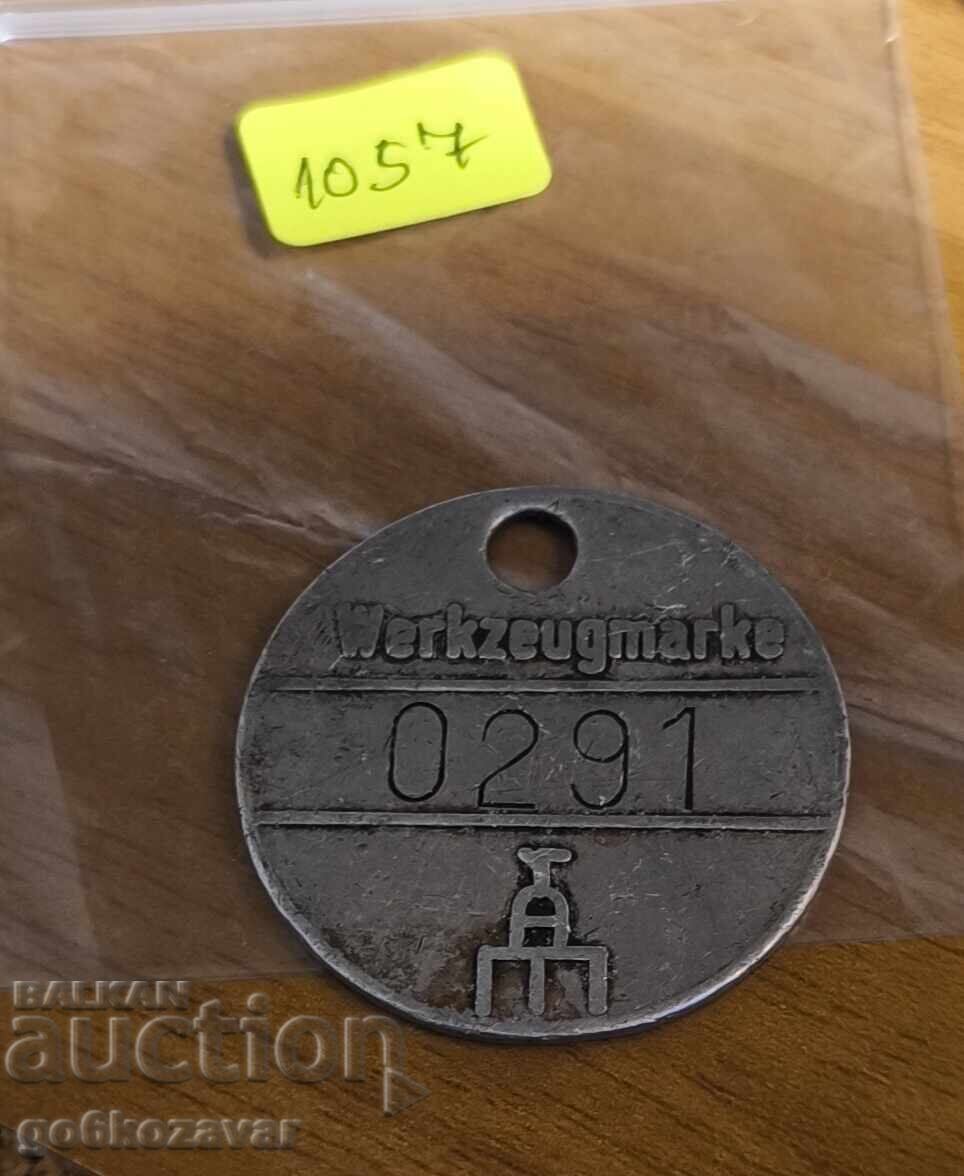 1057
Werkzeugmarke
0291
BALKAN
auction
go6kozavar